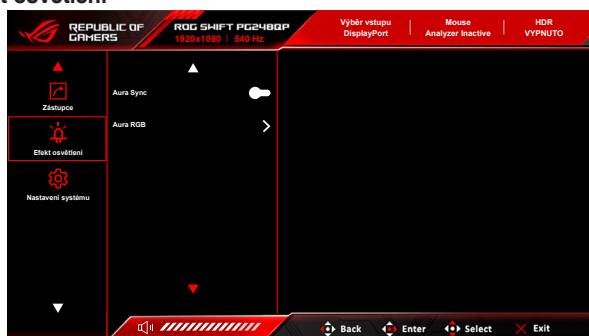 t osvětlení
REPUBLIC OF
GAMERS
ROG SWIFT PG248QP
1920x1080 | 540 Hz
Výběr vstupu
DisplayPort
Mouse
Analyzer Inactive
HDR
VYPNUTO
Zástupce
Efekt osvětlení
Nastavení systému
Aura Sync
Aura RGB
Back
Enter
Select
Exit